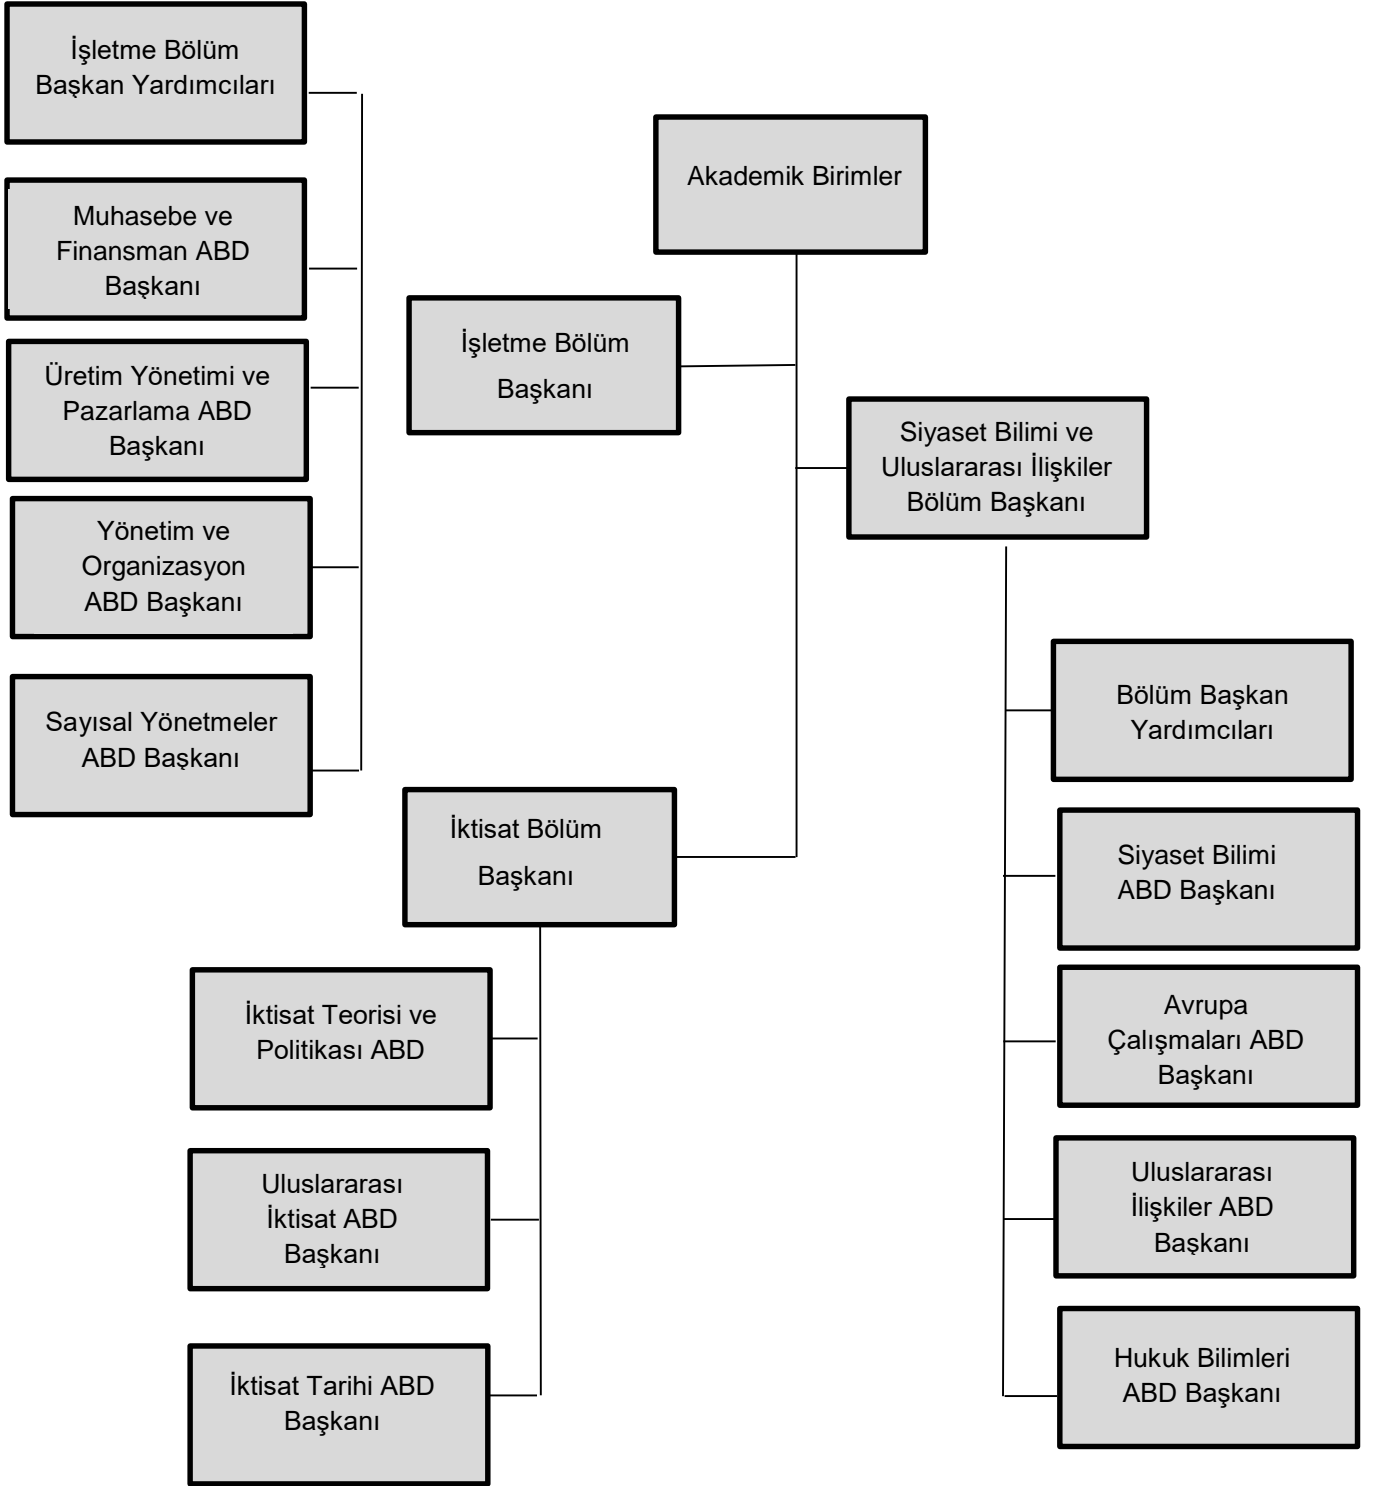 İşletme Bölüm
Başkan Yardımcıları
Muhasebe ve
Finansman ABD
Başkanı
Üretim Yönetimi ve
Pazarlama ABD
Başkanı
Yönetim ve
Organizasyon
ABD Başkanı
Sayısal Yönetmeler
ABD Başkanı
Akademik Birimler
İşletme Bölüm
Başkanı
Siyaset Bilimi ve
Uluslararası İlişkiler
Bölüm Başkanı
İktisat Bölüm
Başkanı
İktisat Teorisi ve
Politikası ABD
Uluslararası
İktisat ABD
Başkanı
İktisat Tarihi ABD
Başkanı
Bölüm Başkan
Yardımcıları
Siyaset Bilimi
ABD Başkanı
Avrupa
Çalışmaları ABD
Başkanı
Uluslararası
İlişkiler ABD
Başkanı
Hukuk Bilimleri
ABD Başkanı